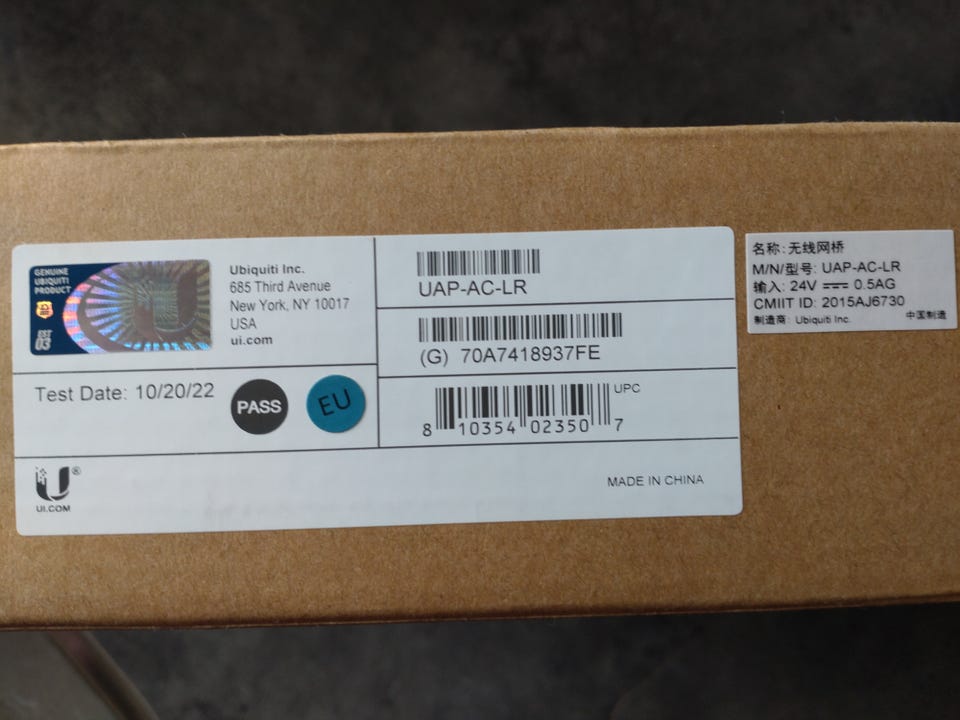 GENUINE
UBIQUITI
PRODUCT
EST
03
Ubiquiti Inc.
685 Third Avenue
New York, NY 10017
USA
ui.com
UAP-AC-LR
(G) 70A7418937FE
Test Date: 10/20/22
PASS
EU
UPC
8 10354 02350 7
U®
UI.COM
MADE IN CHINA
名称: 无线网桥
M/N/型号: UAP-AC-LR
输入: 24V ⎓ 0.5AG
CMIIT ID: 2015AJ6730
制造商: Ubiquiti Inc. 中国制造